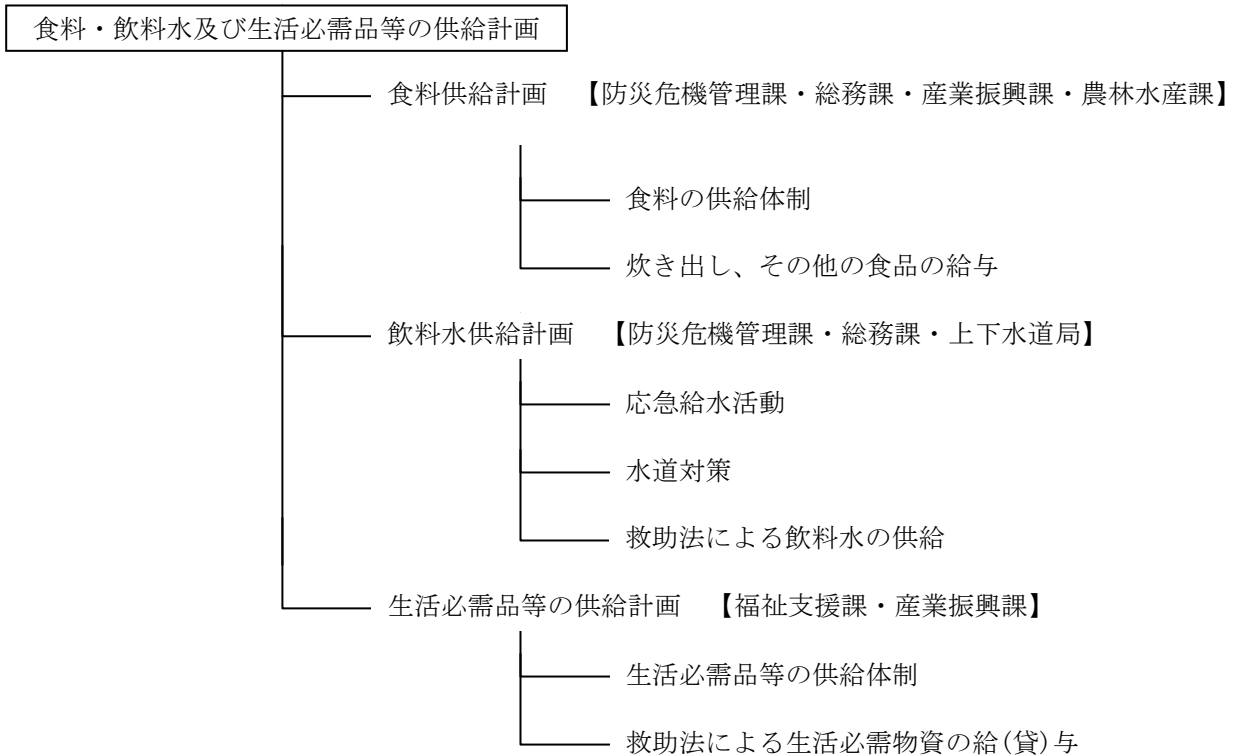 食料・飲料水及び生活必需品等の供給計画
食料供給計画　【防災危機管理課・総務課・産業振興課・農林水産課】
食料の供給体制
炊き出し、その他の食品の給与
飲料水供給計画　【防災危機管理課・総務課・上下水道局】
応急給水活動
水道対策
救助法による飲料水の供給
生活必需品等の供給計画　【福祉支援課・産業振興課】
生活必需品等の供給体制
救助法による生活必需物資の給(貸)与